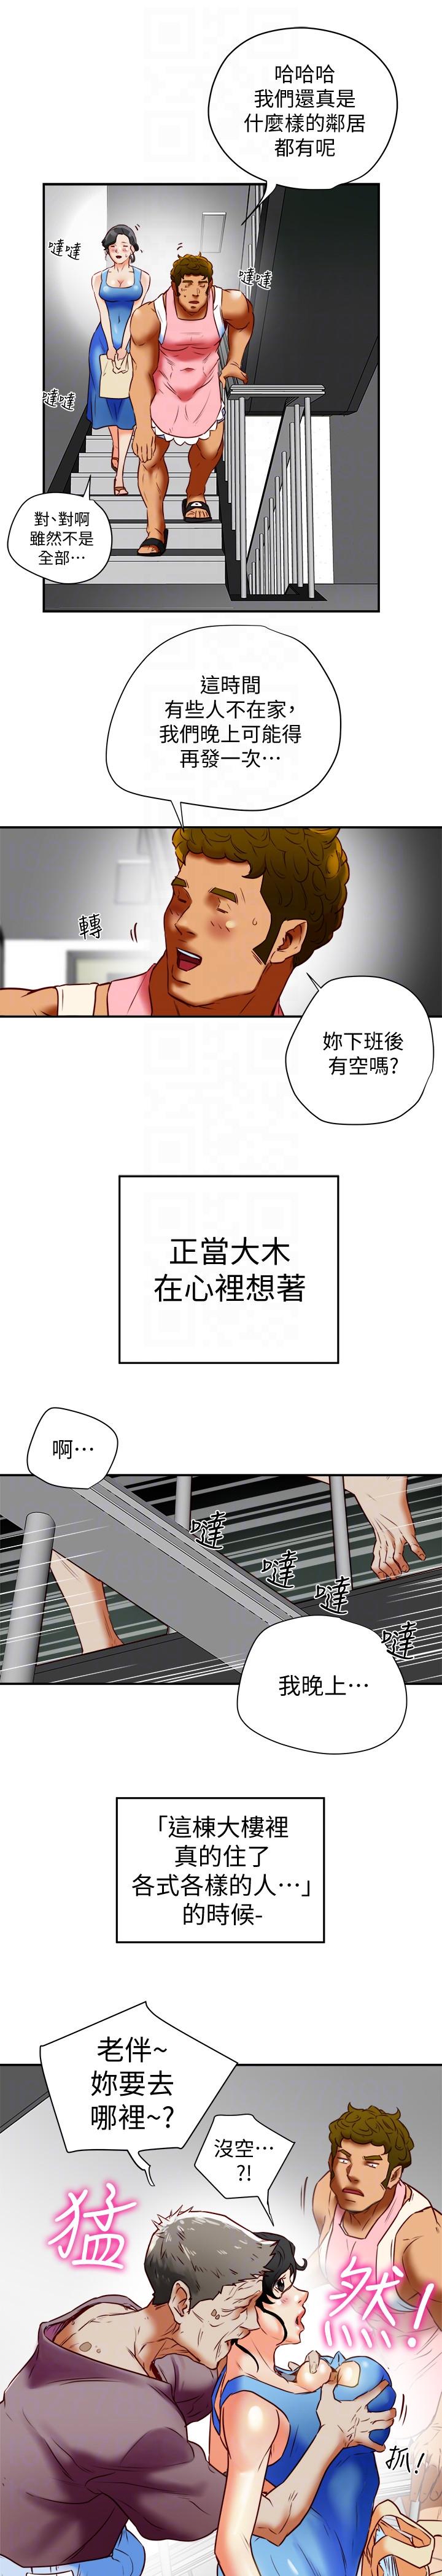 哈哈哈
我們還真是
什麼樣的鄰居
都有呢
噠噠
噠噠
噠噠
對、對啊
雖然不是
全部…
這時間
有些人不在家，
我們晚上可能得
再發一次…
轉
妳下班後
有空嗎?
正當大木
在心裡想著
啊…
噠
噠
噠
噠
我晚上…
「這棟大樓裡
真的住了
各式各樣的人…」
的時候-
老伴~
妳要去
哪裡~?
沒空…
?!
猛
然!
抓!